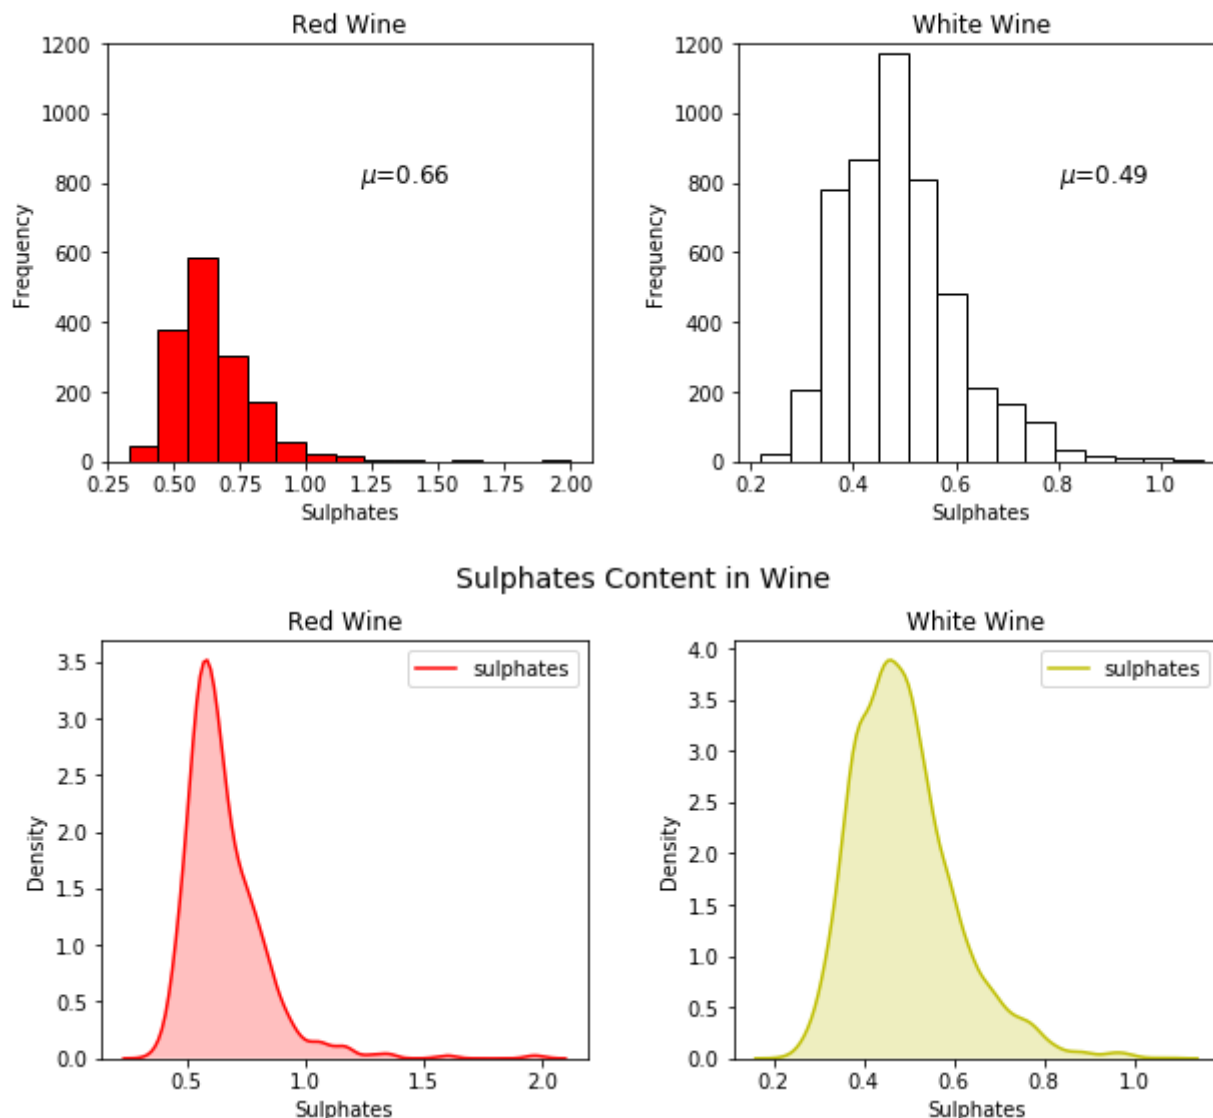 Red Wine
1200
1000
800
600
400
200
0
Frequency
μ=0.66
0.25 0.50 0.75 1.00 1.25 1.50 1.75 2.00
Sulphates
White Wine
1200
1000
800
600
400
200
0
Frequency
μ=0.49
0.2 0.4 0.6 0.8 1.0
Sulphates
Sulphates Content in Wine
Red Wine
sulphates
3.5
3.0
2.5
2.0
1.5
1.0
0.5
0.0
Density
0.5 1.0 1.5 2.0
Sulphates
White Wine
sulphates
4.0
3.5
3.0
2.5
2.0
1.5
1.0
0.5
0.0
Density
0.2 0.4 0.6 0.8 1.0
Sulphates